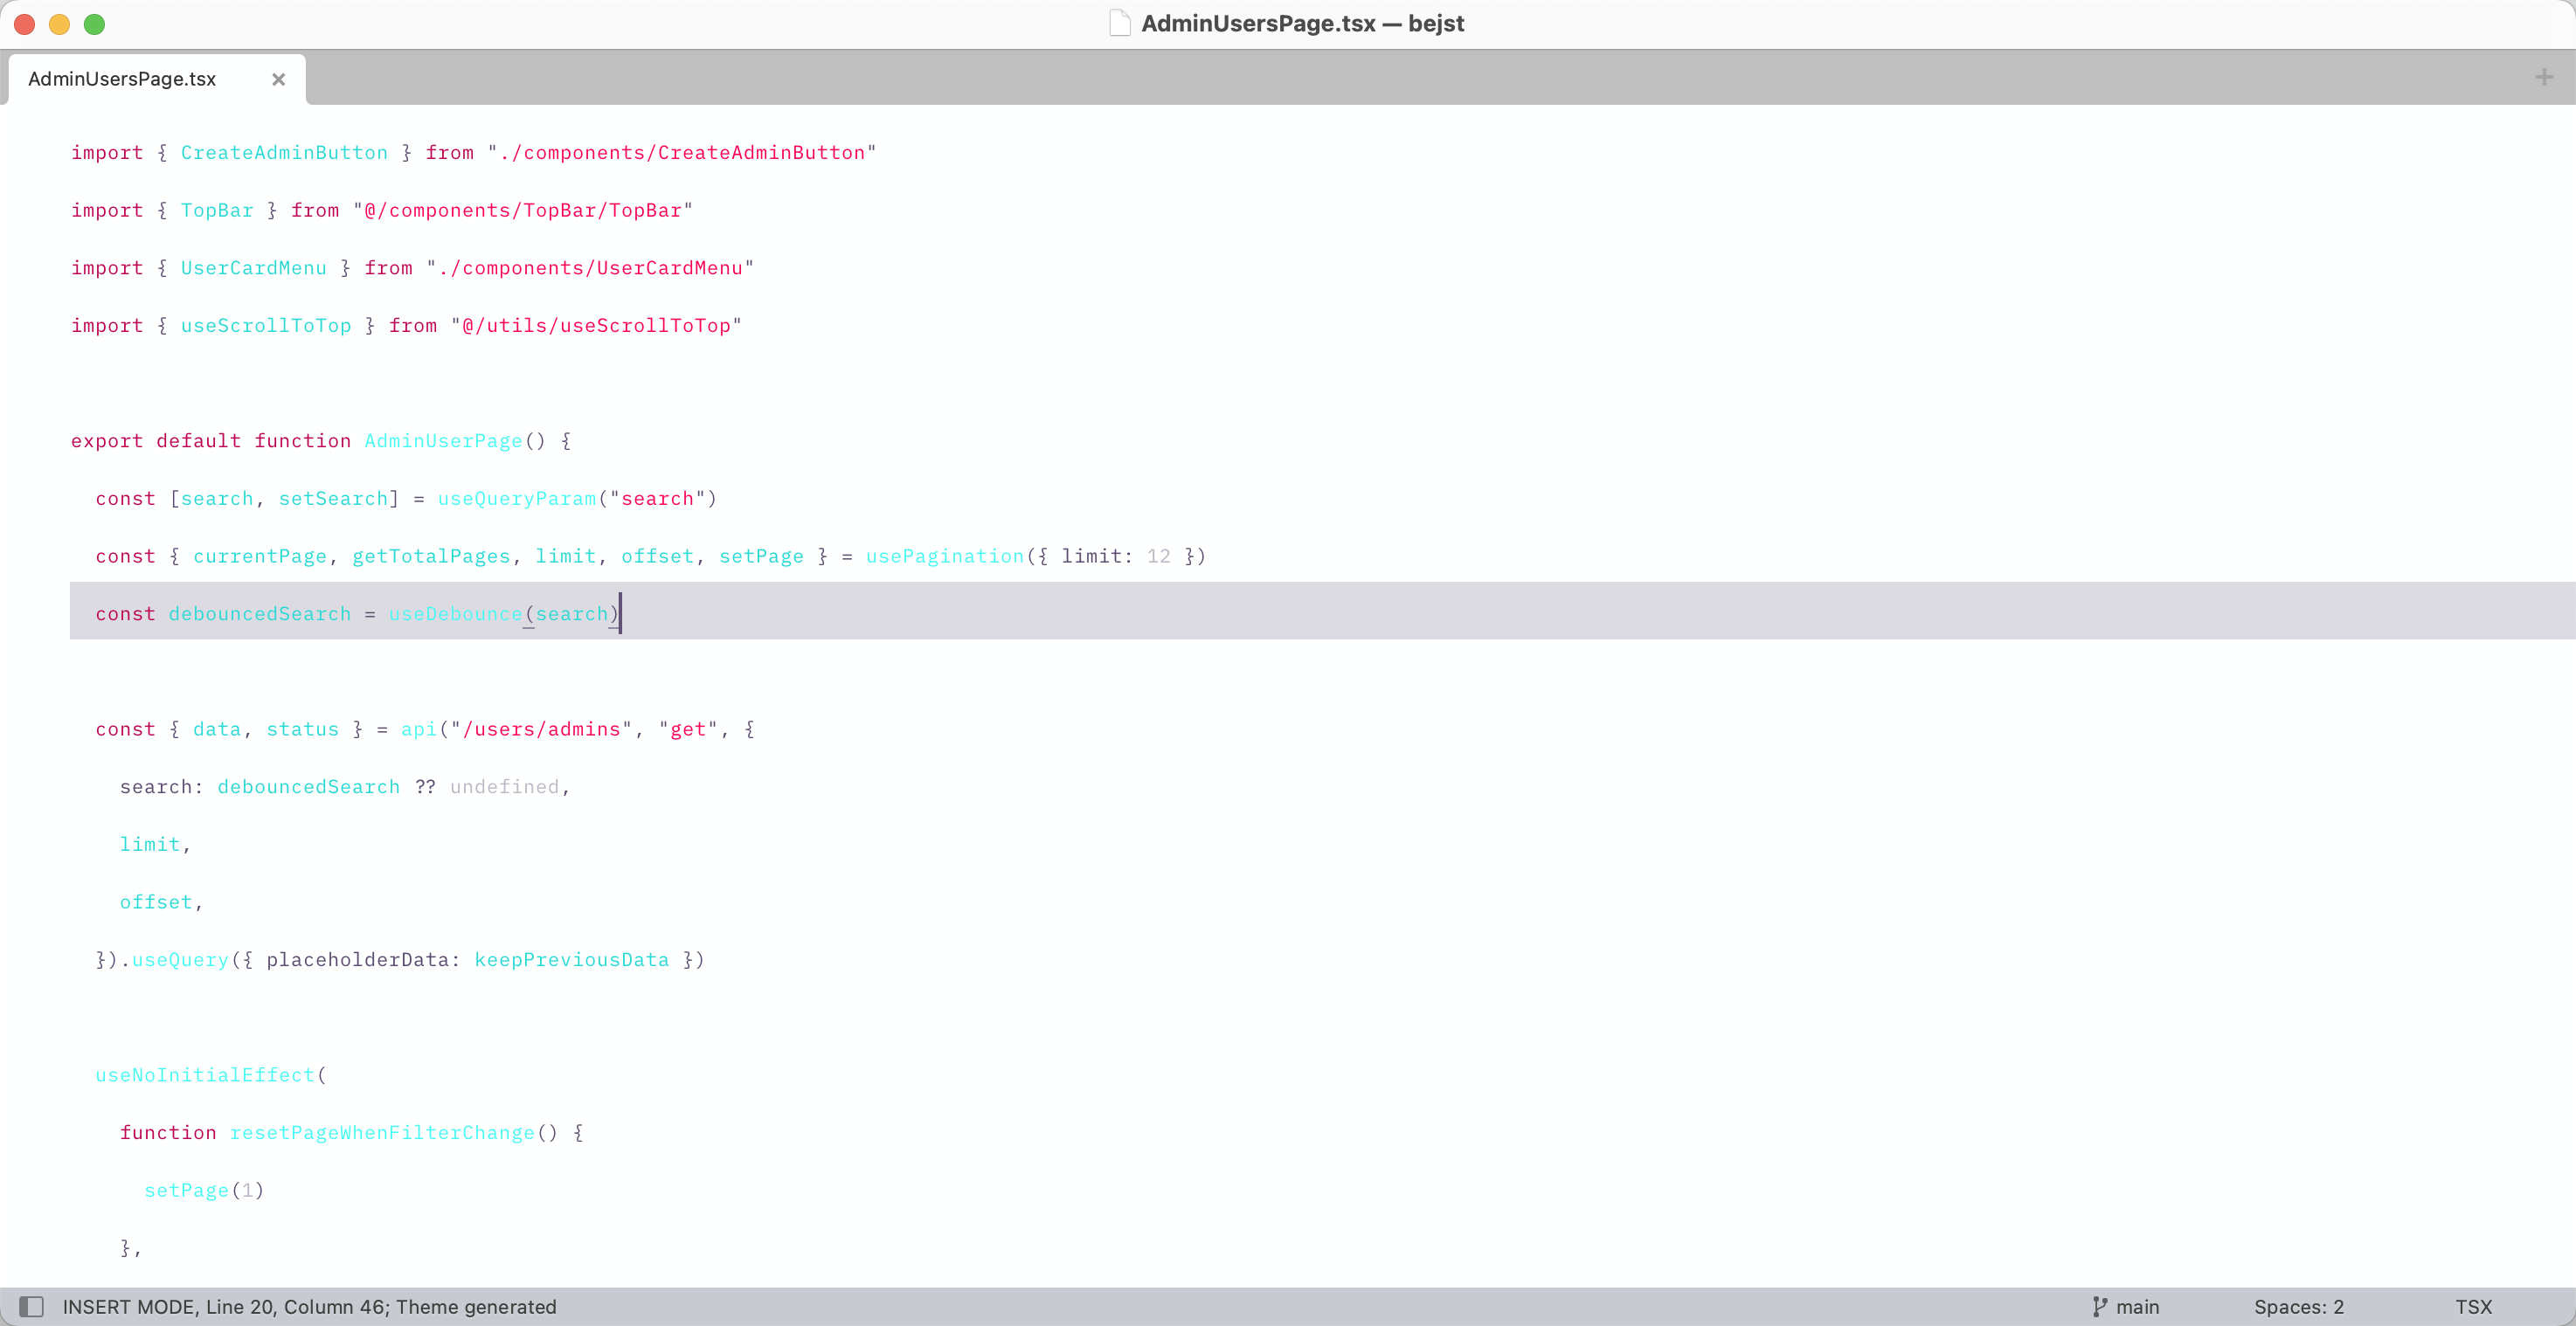 AdminUsersPage.tsx — bejst
AdminUsersPage.tsx
import { CreateAdminButton } from "./components/CreateAdminButton"
import { TopBar } from "@/components/TopBar/TopBar"
import { UserCardMenu } from "./components/UserCardMenu"
import { useScrollToTop } from "@/utils/useScrollToTop"
export default function AdminUserPage() {
const [search, setSearch] = useQueryParam("search")
const { currentPage, getTotalPages, limit, offset, setPage } = usePagination({ limit: 12 })
const debouncedSearch = useDebounce(search)
const { data, status } = api("/users/admins", "get", {
search: debouncedSearch ?? undefined,
limit,
offset,
}).useQuery({ placeholderData: keepPreviousData })
useNoInitialEffect(
function resetPageWhenFilterChange() {
setPage(1)
},
INSERT MODE, Line 20, Column 46; Theme generated
main
Spaces: 2
TSX